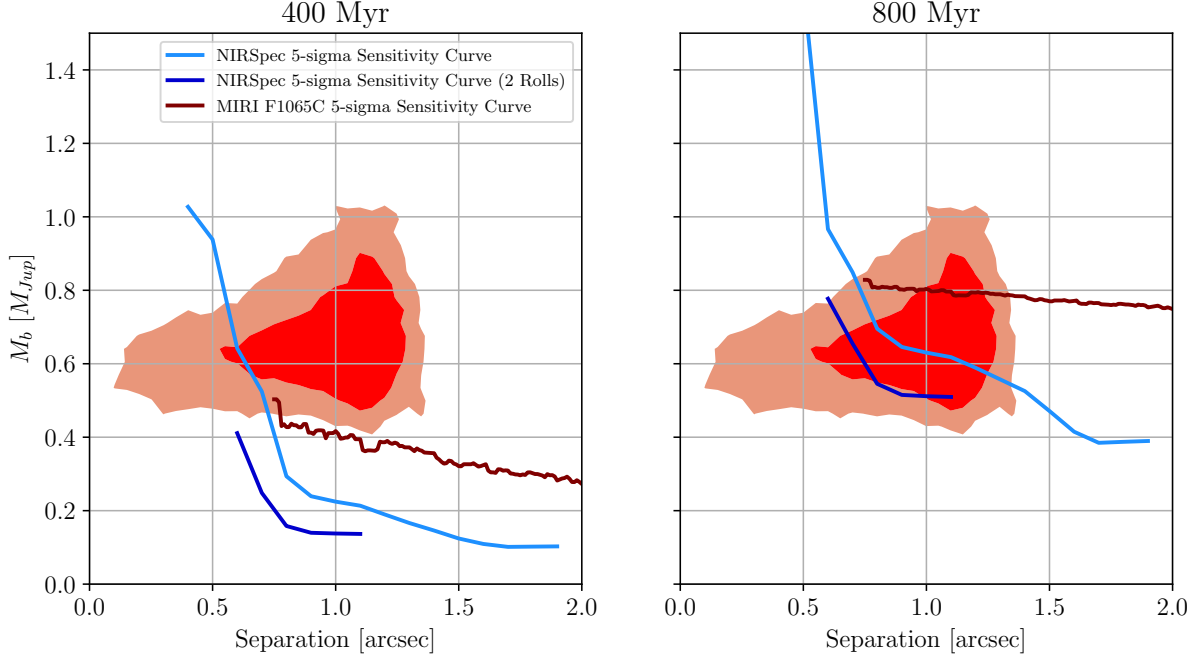 400 Myr
800 Myr
NIRSpec 5-sigma Sensitivity Curve
NIRSpec 5-sigma Sensitivity Curve (2 Rolls)
MIRI F1065C 5-sigma Sensitivity Curve
M_b [M_{Jup}]
1.4
1.2
1.0
0.8
0.6
0.4
0.2
0.0
0.0 0.5 1.0 1.5 2.0
0.0 0.5 1.0 1.5 2.0
Separation [arcsec]
Separation [arcsec]